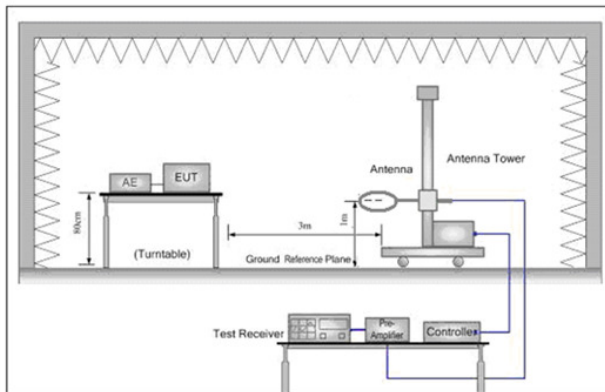 Antenna
Antenna Tower
AE
EUT
80cm
(Turntable)
3m
1m
Ground Reference Plane
Test Receiver
Pre-
Amplifier
Controller